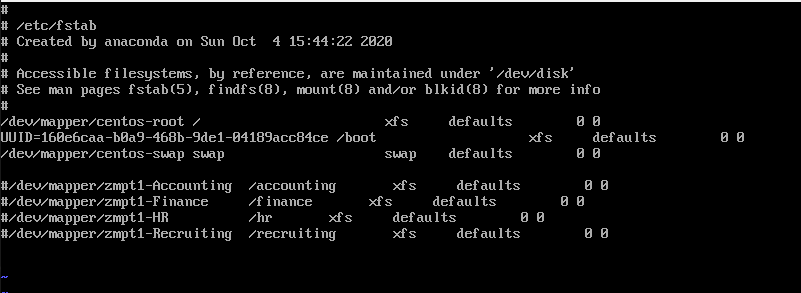 #
# /etc/fstab
# Created by anaconda on Sun Oct  4 15:44:22 2020
#
# Accessible filesystems, by reference, are maintained under '/dev/disk'
# See man pages fstab(5), findfs(8), mount(8) and/or blkid(8) for more info
#
/dev/mapper/centos-root /                       xfs     defaults        0 0
UUID=160e6caa-b0a9-468b-9de1-04189acc84ce /boot                   xfs     defaults        0 0
/dev/mapper/centos-swap swap                    swap    defaults        0 0

#/dev/mapper/zmpt1-Accounting  /accounting       xfs     defaults        0 0
#/dev/mapper/zmpt1-Finance     /finance       xfs     defaults        0 0
#/dev/mapper/zmpt1-HR          /hr       xfs     defaults        0 0
#/dev/mapper/zmpt1-Recruiting  /recruiting       xfs     defaults        0 0

~
~